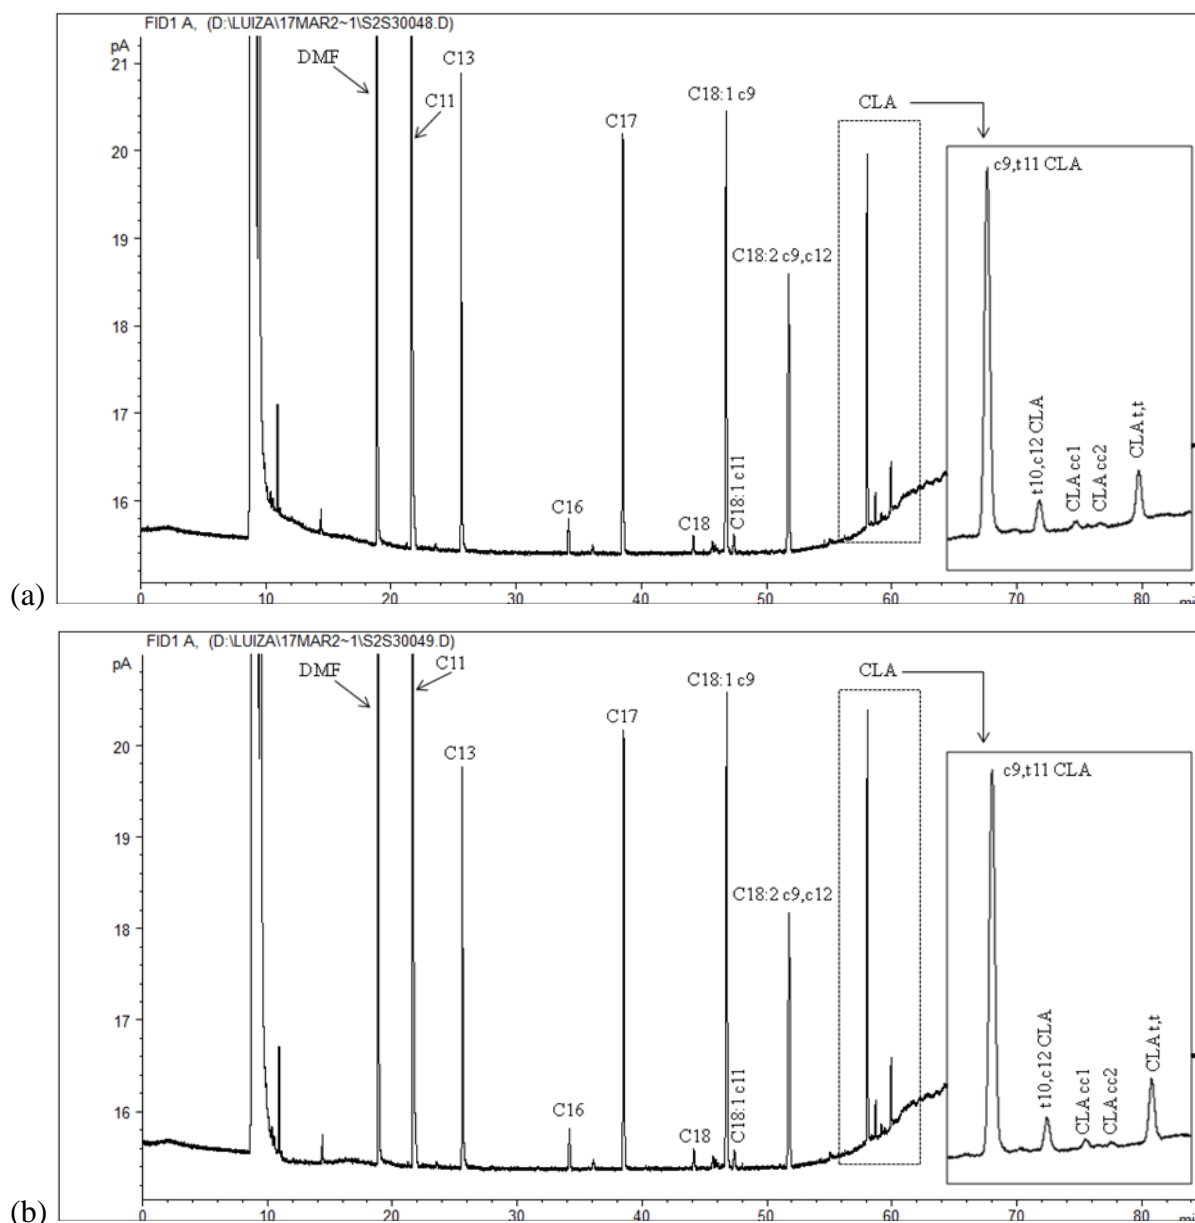 FID1 A, (D:\LUIZA\17MAR2~1\S2S30048.D)
pA
DMF
C13
C11
C17
C18:1 c9
CLA
c9,t11 CLA
C18:2 c9,c12
C16
C18
C18:1 c11
t10,c12 CLA
CLA cc1
CLA cc2
CLA t,t
21
20
19
18
17
16
0
10
20
30
40
50
60
70
80
(a)
FID1 A, (D:\LUIZA\17MAR2~1\S2S30049.D)
pA
DMF
C11
C13
C17
C18:1 c9
CLA
c9,t11 CLA
C18:2 c9,c12
C16
C18
C18:1 c11
t10,c12 CLA
CLA cc1
CLA cc2
CLA t,t
20
19
18
17
16
0
10
20
30
40
50
60
70
80
(b)